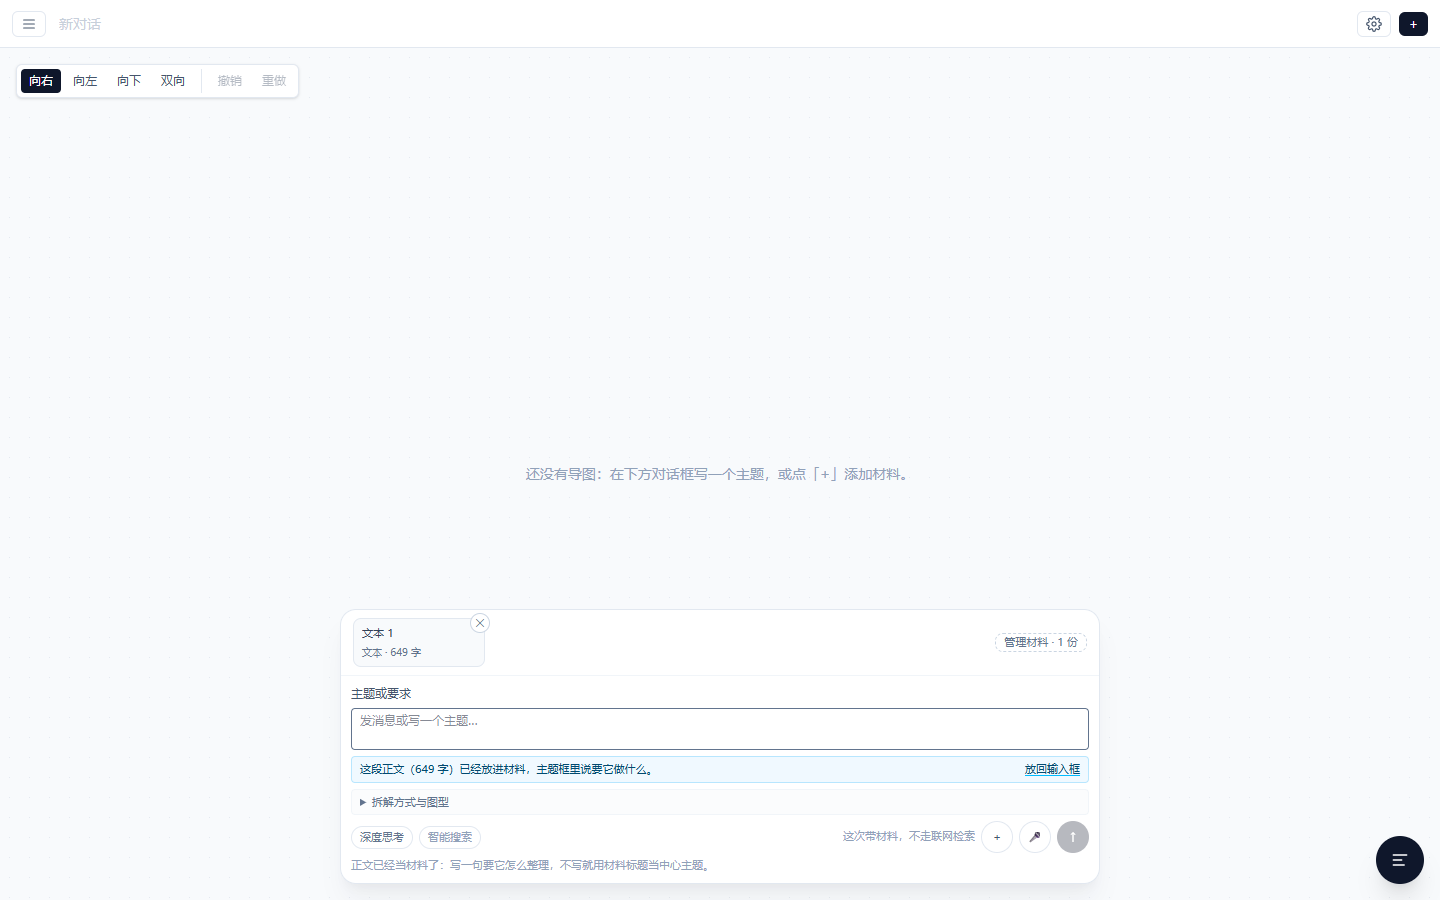 新对话
+
向右 向左 向下 双向 撤销 重做
还没有导图：在下方对话框写一个主题，或点「+」添加材料。
文本 1
文本 · 649 字
管理材料 · 1 份
主题或要求
发消息或写一个主题...
这段正文（649 字）已经放进材料，主题框里说要它做什么。 放回输入框
▶ 拆解方式与图型
深度思考 智能搜索 这次带材料，不走联网检索 + ↑
正文已经当材料了：写一句要它怎么整理，不写就用材料标题当中心主题。